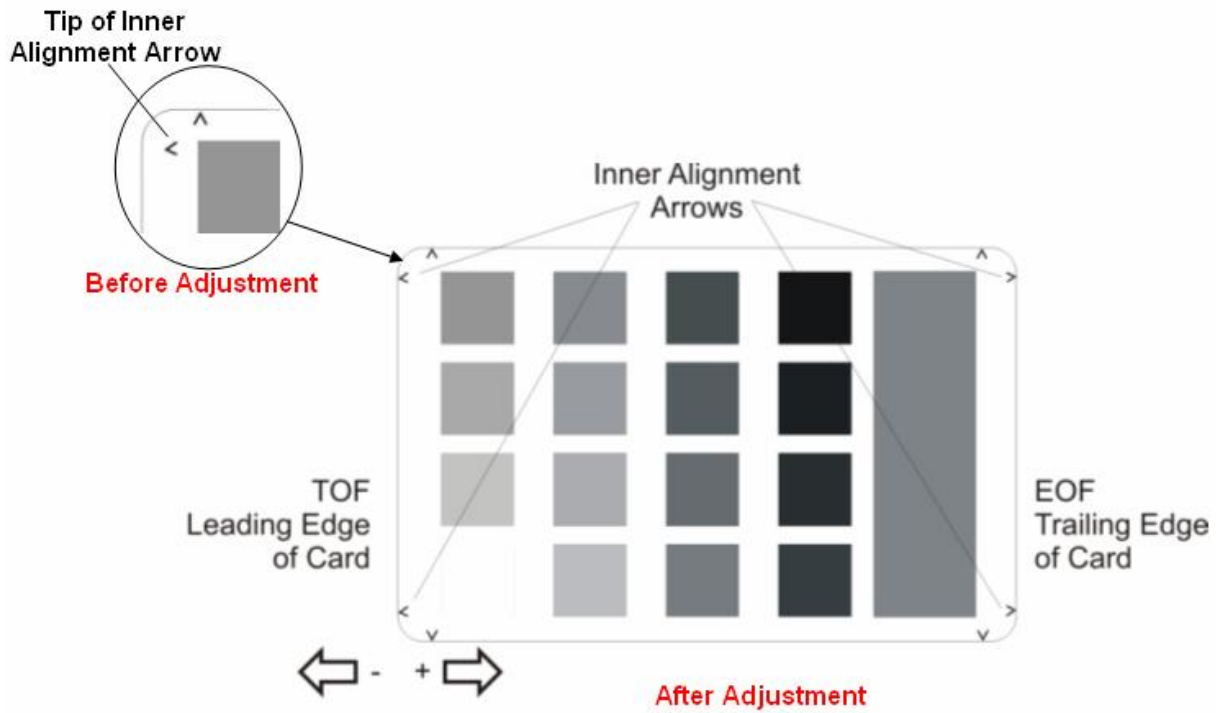 Tip of Inner
Alignment Arrow
Before Adjustment
Inner Alignment
Arrows
TOF
Leading Edge
of Card
EOF
Trailing Edge
of Card
- +
After Adjustment